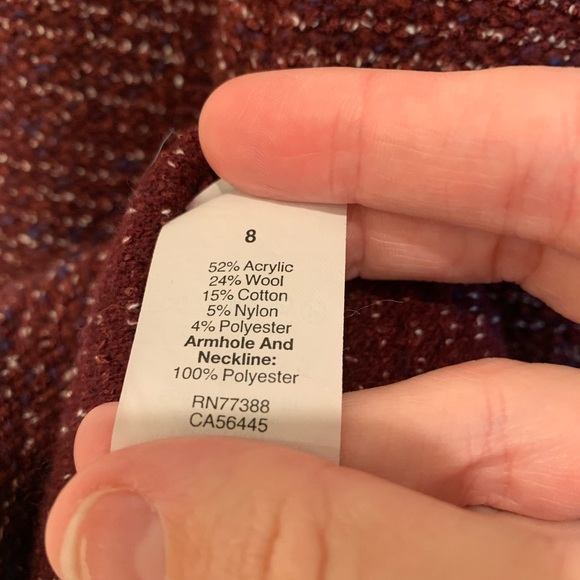 8
52% Acrylic
24% Wool
15% Cotton
5% Nylon
4% Polyester
Armhole And
Neckline:
100% Polyester
RN77388
CA56445